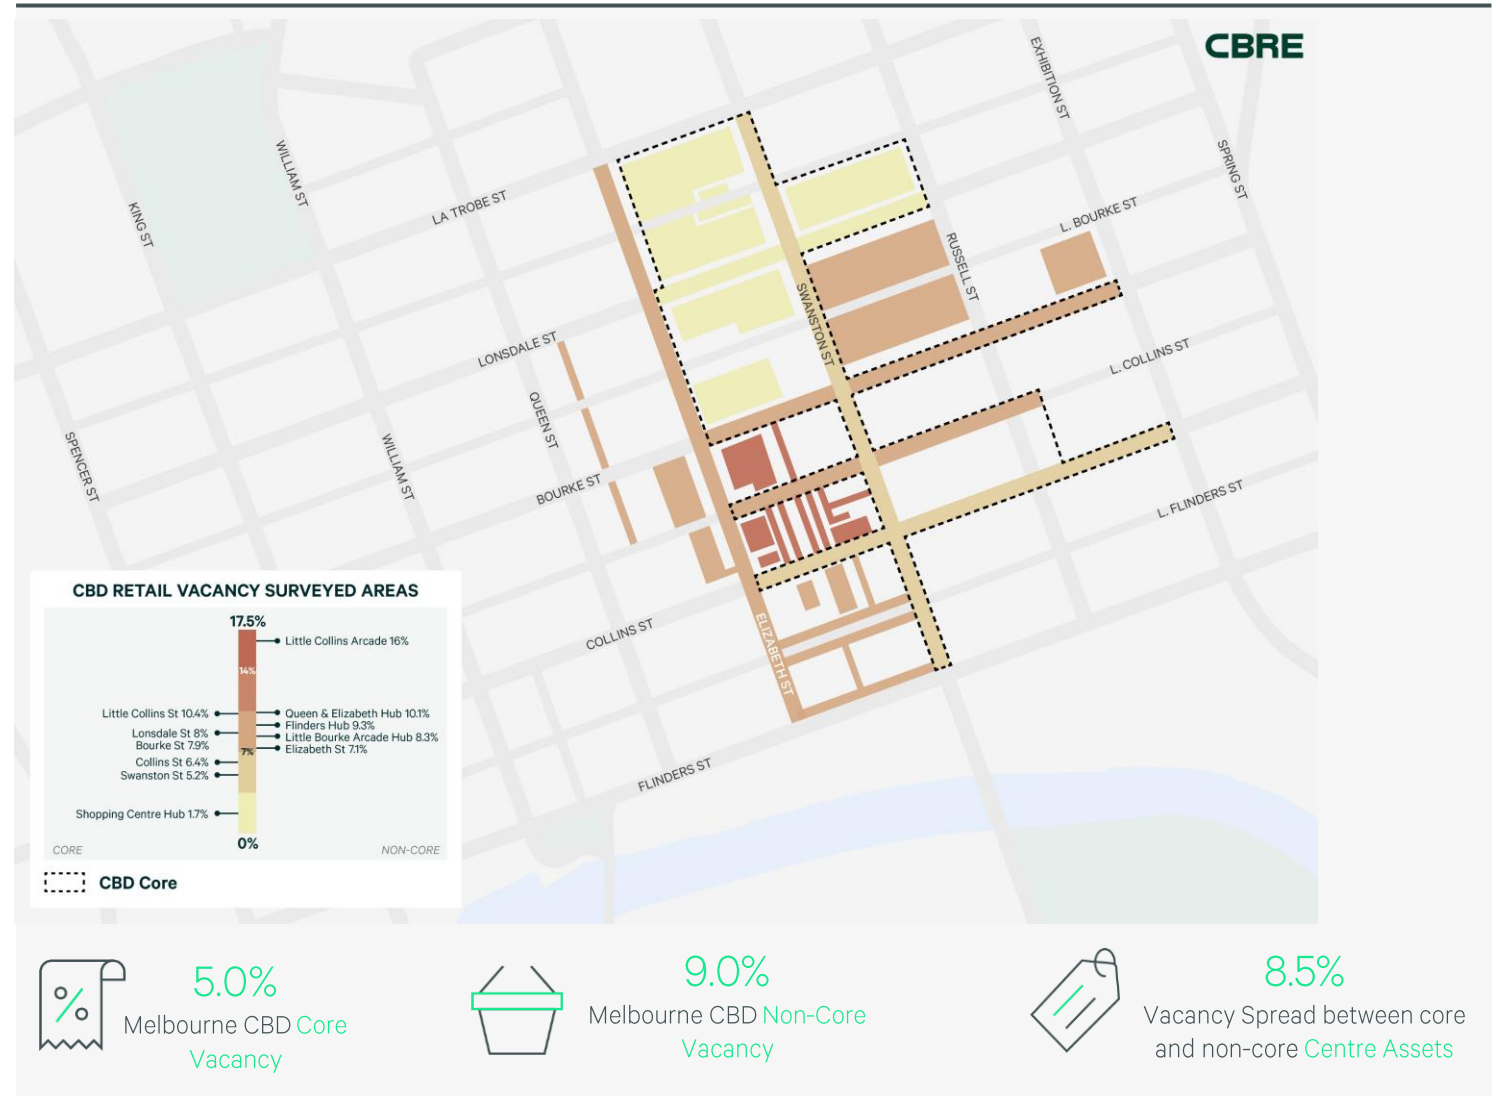 CBRE
EXHIBITION ST
SPRING ST
WILLIAM ST
KING ST
LA TROBE ST
L. BOURKE ST
RUSSELL ST
SWANSTON ST
LONSDALE ST
L. COLLINS ST
QUEEN ST
SPENCER ST
WILLIAM ST
BOURKE ST
L. FLINDERS ST
COLLINS ST
ELIZABETH ST
FLINDERS ST
CBD RETAIL VACANCY SURVEYED AREAS
17.5%
Little Collins Arcade 16%
14%
Little Collins St 10.4%
Queen & Elizabeth Hub 10.1%
Flinders Hub 9.3%
Lonsdale St 8%
Little Bourke Arcade Hub 8.3%
Bourke St 7.9%
7%
Elizabeth St 7.1%
Collins St 6.4%
Swanston St 5.2%
Shopping Centre Hub 1.7%
0%
CORE
NON-CORE
CBD Core
5.0%
Melbourne CBD Core
Vacancy
9.0%
Melbourne CBD Non-Core
Vacancy
8.5%
Vacancy Spread between core
and non-core Centre Assets